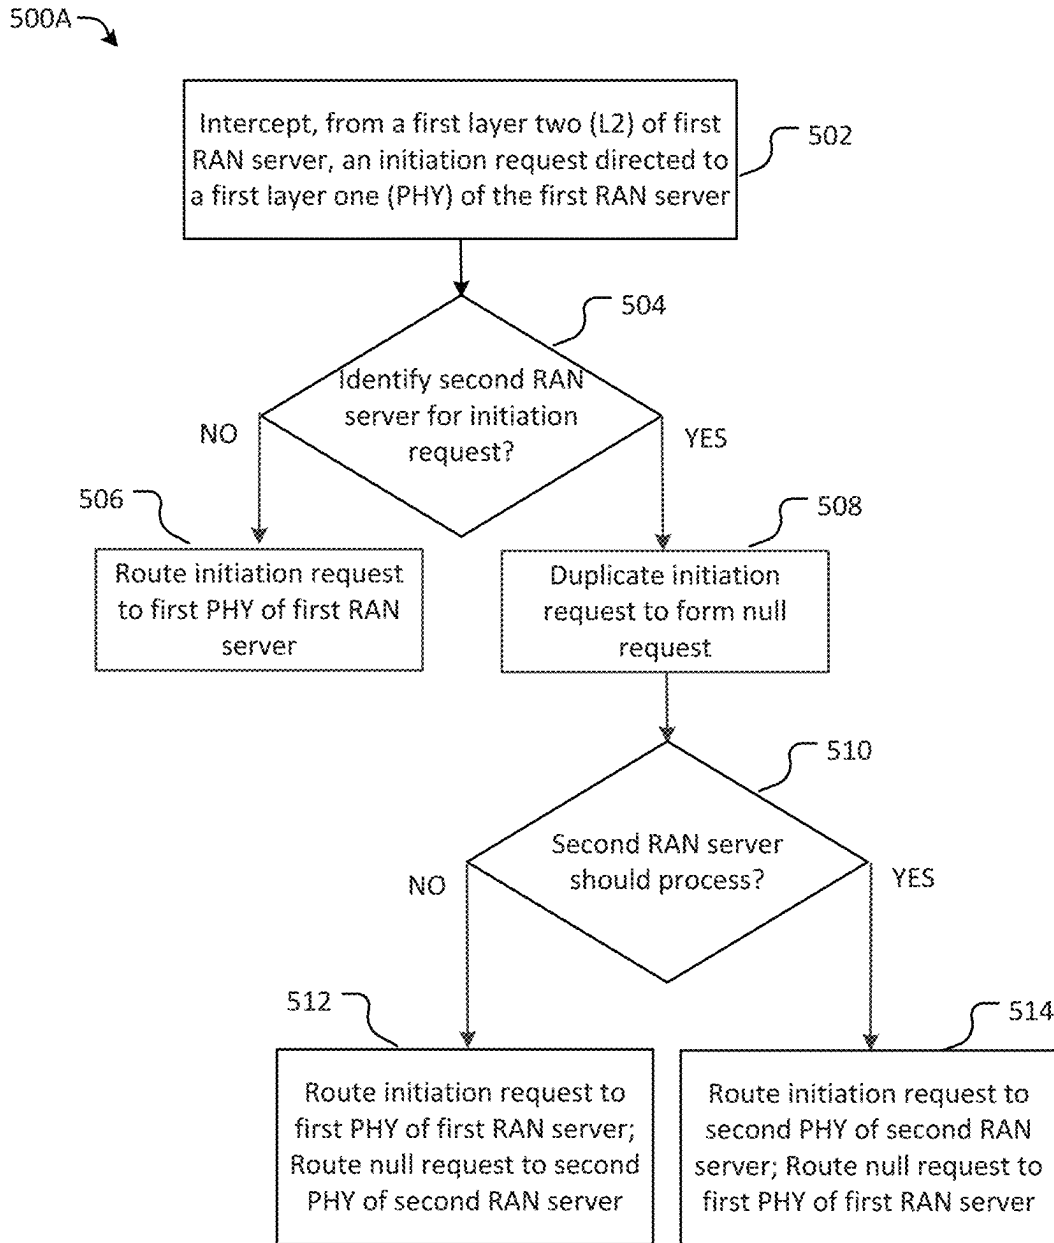 500A
Intercept, from a first layer two (L2) of first
RAN server, an initiation request directed to
a first layer one (PHY) of the first RAN server
502
504
Identify second RAN
server for initiation
request?
NO
YES
506
508
Route initiation request
to first PHY of first RAN
server
Duplicate initiation
request to form null
request
510
Second RAN server
should process?
NO
YES
512
514
Route initiation request to
first PHY of first RAN server;
Route null request to second
PHY of second RAN server
Route initiation request to
second PHY of second RAN
server; Route null request to
first PHY of first RAN server